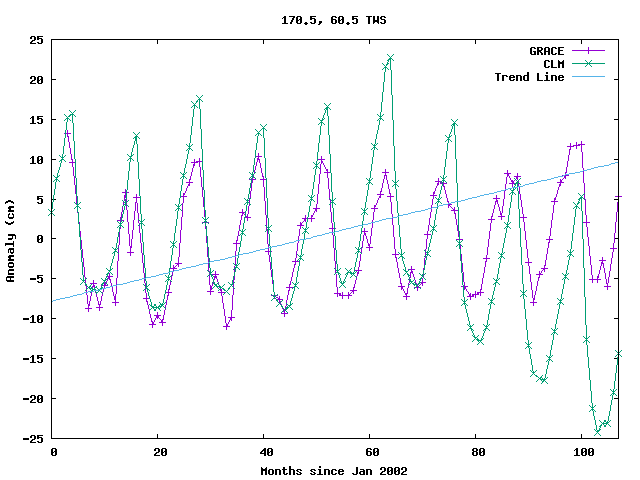 170.5, 60.5 TWS
GRACE
CLM
Trend Line
25
20
15
10
5
0
-5
-10
-15
-20
-25
Anomaly (cm)
0 20 40 60 80 100
Months since Jan 2002